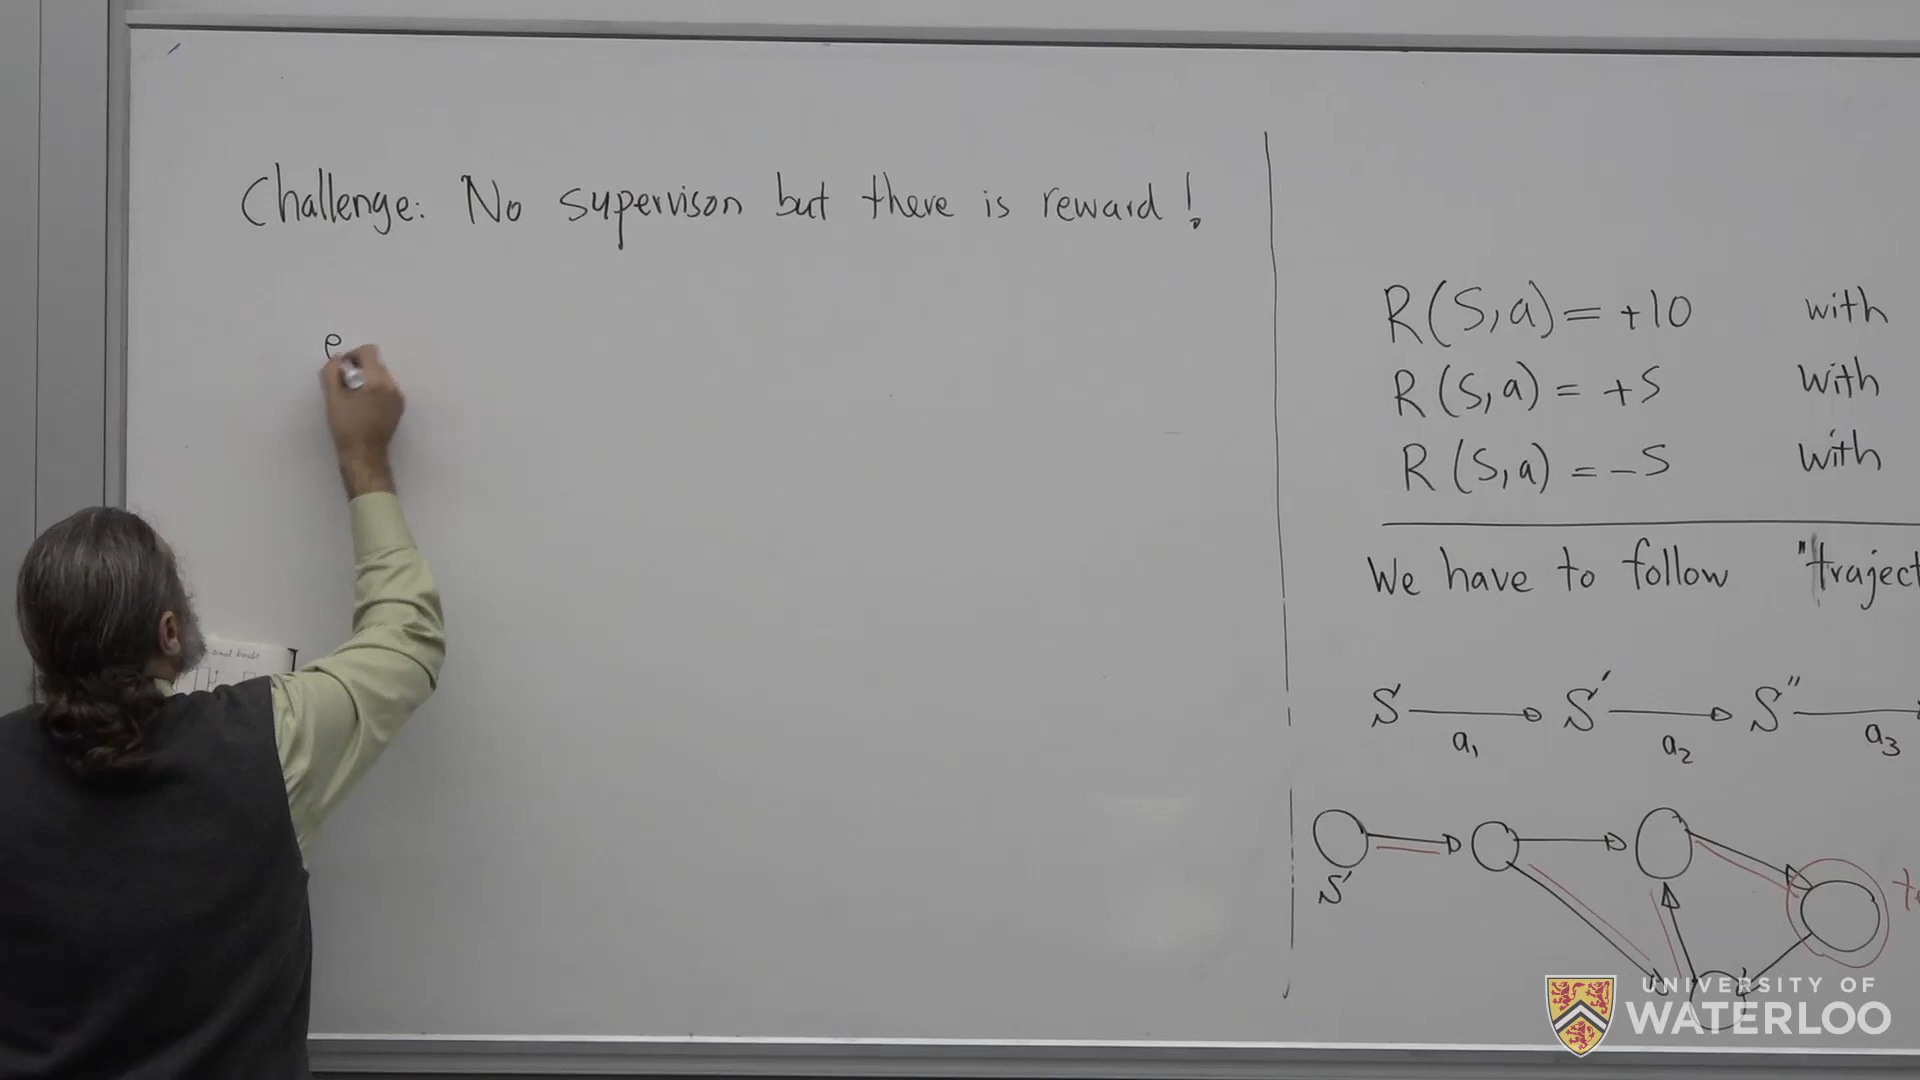 Challenge: No supervison but there is reward!
e
R(S,a) = +10 with
R(S,a) = +5 with
R(S,a) = -5 with
We have to follow "traject
S a₁ S' a₂ S" a₃
S
UNIVERSITY OF
WATERLOO